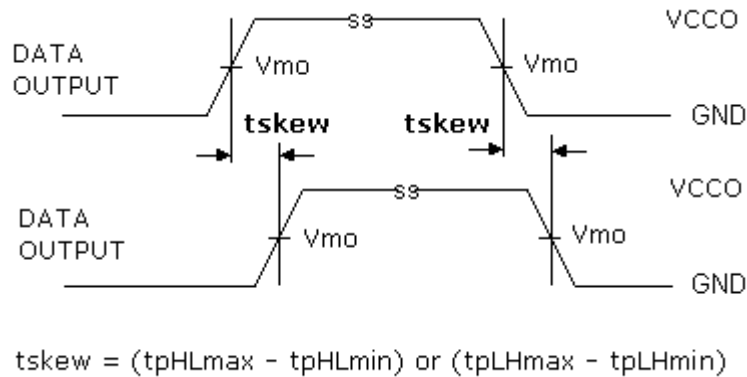 VCCO
DATA
OUTPUT
Vmo
Vmo
GND
tskew
tskew
VCCO
DATA
OUTPUT
Vmo
Vmo
GND
tskew = (tpHLmax - tpHLmin) or (tpLHmax - tpLHmin)